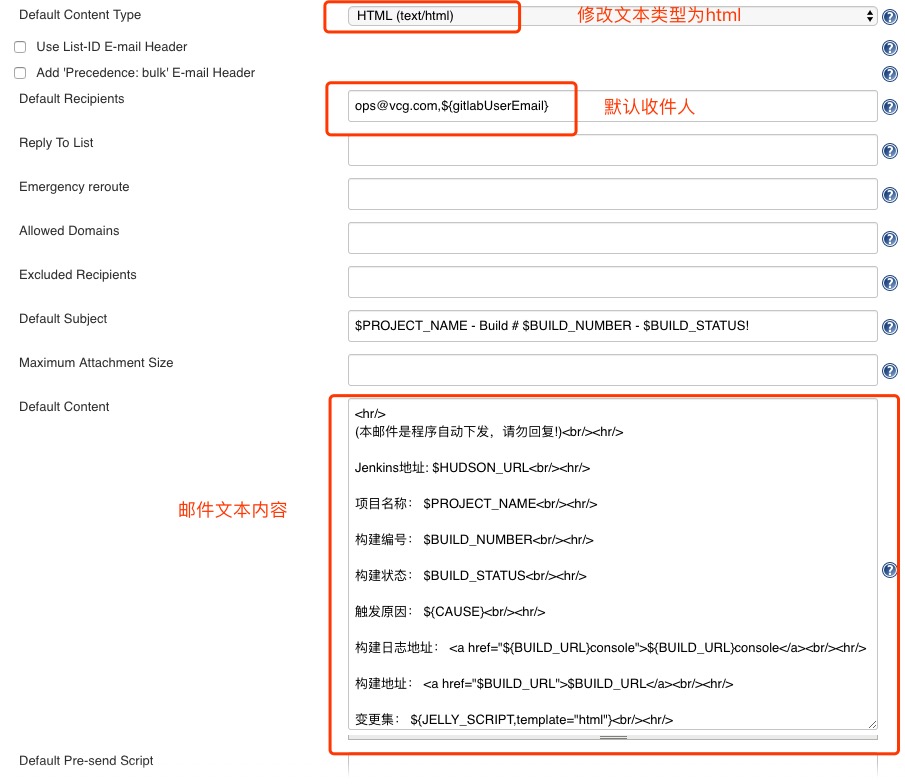 Default Content Type
HTML (text/html)
修改文本类型为html
Use List-ID E-mail Header
Add 'Precedence: bulk' E-mail Header
Default Recipients
ops@vcg.com,${gitlabUserEmail}
默认收件人
Reply To List
Emergency reroute
Allowed Domains
Excluded Recipients
Default Subject
$PROJECT_NAME - Build # $BUILD_NUMBER - $BUILD_STATUS!
Maximum Attachment Size
Default Content
<hr/>
(本邮件是程序自动下发，请勿回复!)<br/><hr/>
Jenkins地址: $HUDSON_URL<br/><hr/>
项目名称： $PROJECT_NAME<br/><hr/>
邮件文本内容
构建编号： $BUILD_NUMBER<br/><hr/>
构建状态： $BUILD_STATUS<br/><hr/>
触发原因： ${CAUSE}<br/><hr/>
构建日志地址： <a href="${BUILD_URL}console">${BUILD_URL}console</a><br/><hr/>
构建地址： <a href="$BUILD_URL">$BUILD_URL</a><br/><hr/>
变更集： ${JELLY_SCRIPT,template="html"}<br/><hr/>
Default Pre-send Script